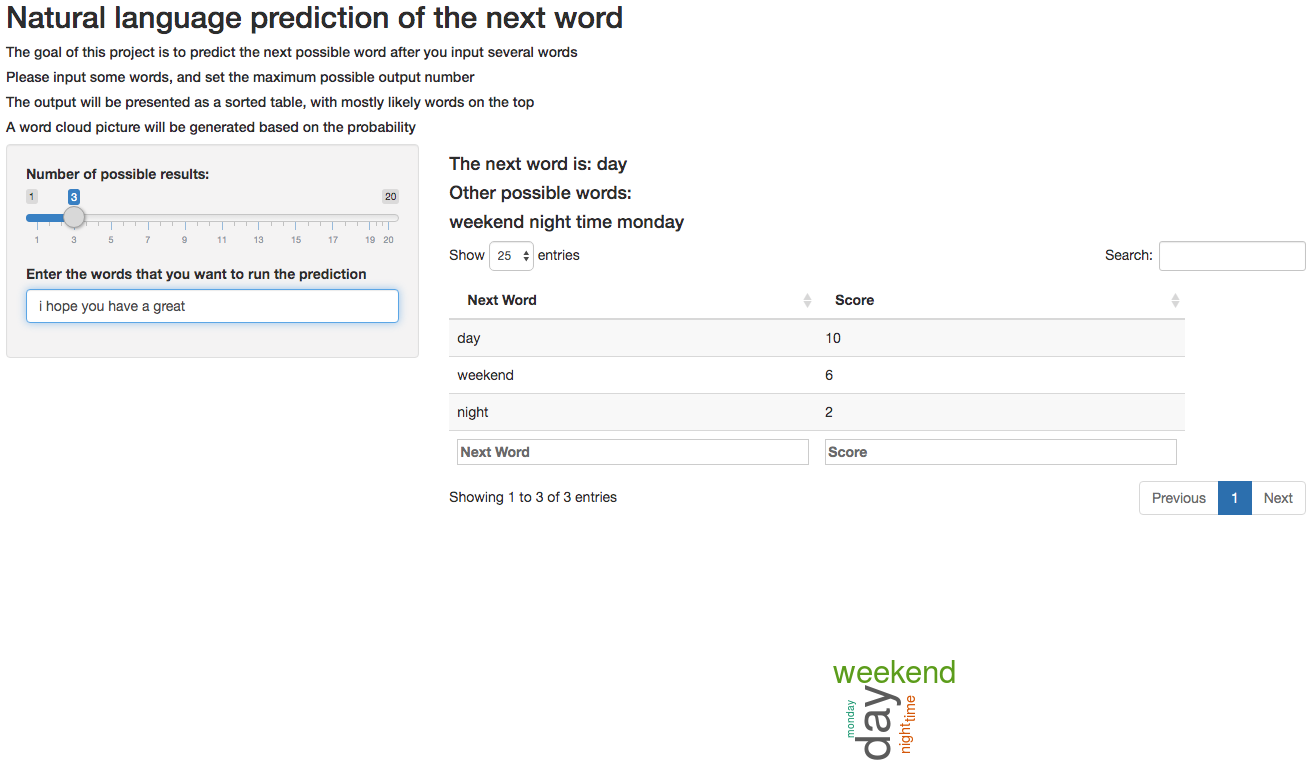 Natural language prediction of the next word
The goal of this project is to predict the next possible word after you input several words
Please input some words, and set the maximum possible output number
The output will be presented as a sorted table, with mostly likely words on the top
A word cloud picture will be generated based on the probability
Number of possible results:
1 3 20
1 3 5 7 9 11 13 15 17 19 20
Enter the words that you want to run the prediction
i hope you have a great
The next word is: day
Other possible words:
weekend night time monday
Show 25 entries
Search:
Next Word Score
day 10
weekend 6
night 2
Next Word Score
Showing 1 to 3 of 3 entries
Previous 1 Next
weekend
monday
day
night
time